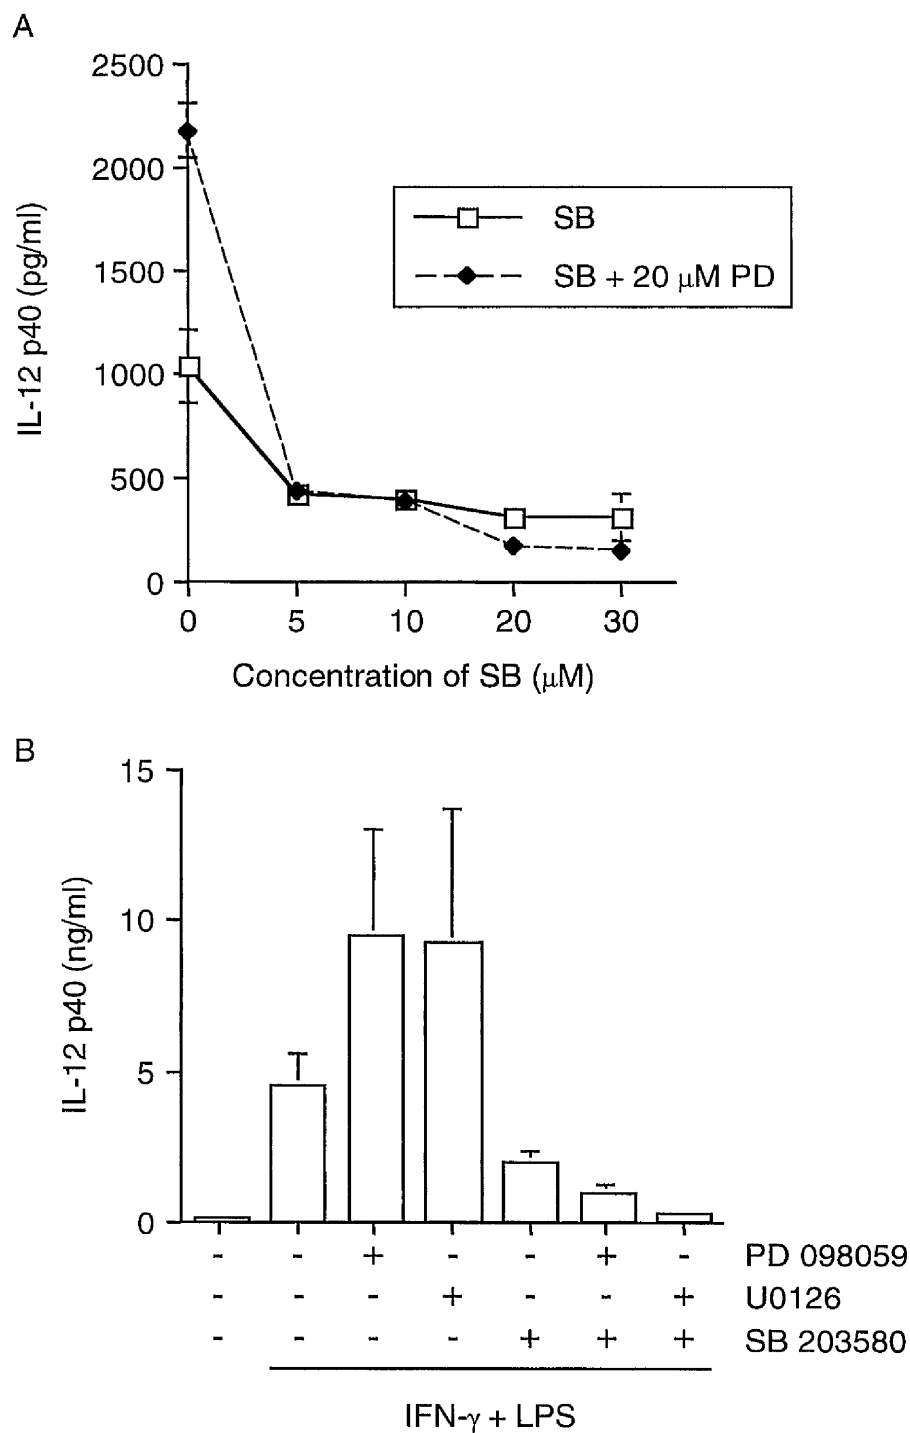 A
2500
2000
1500
1000
500
0
IL-12 p40 (pg/ml)
SB
SB + 20 μM PD
0 5 10 20 30
Concentration of SB (μM)
B
15
10
5
0
IL-12 p40 (ng/ml)
- - + - - + - PD 098059
- - - + - - + U0126
- - - - + + + SB 203580
IFN-γ + LPS